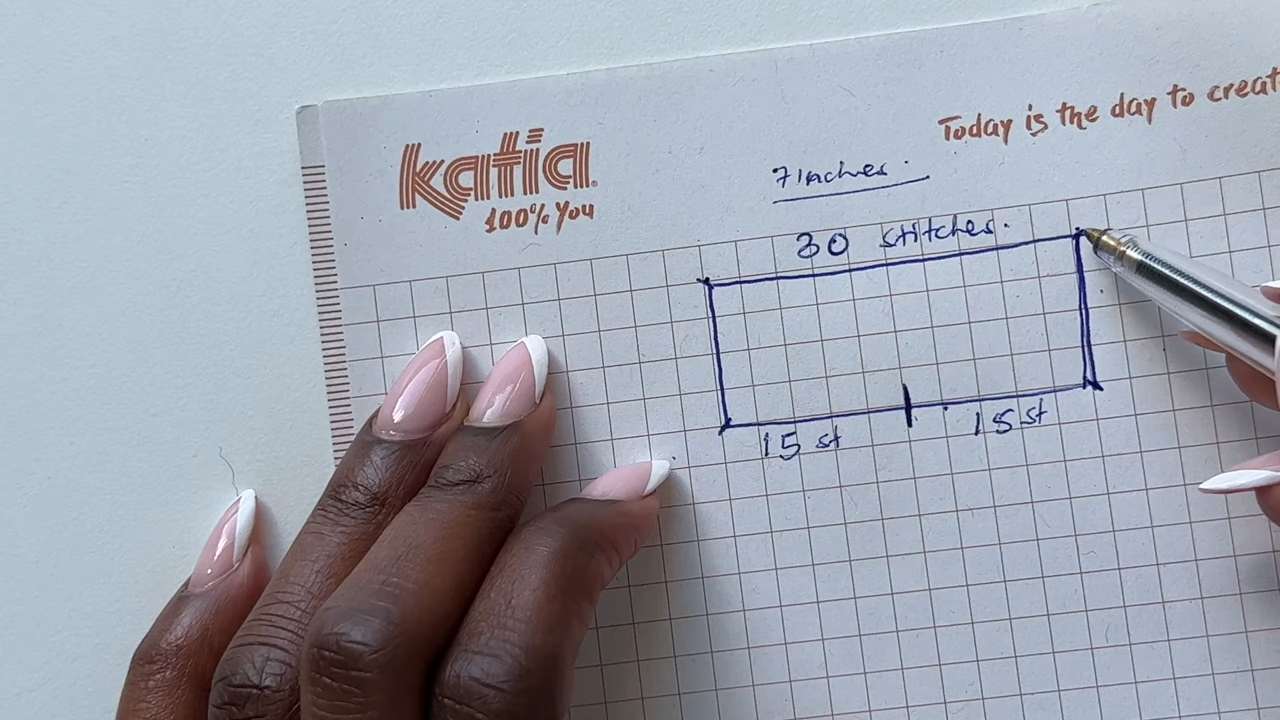 katia
100% You
Today is the day to creat
7 inches.
30 stitches.
15 st
15 st